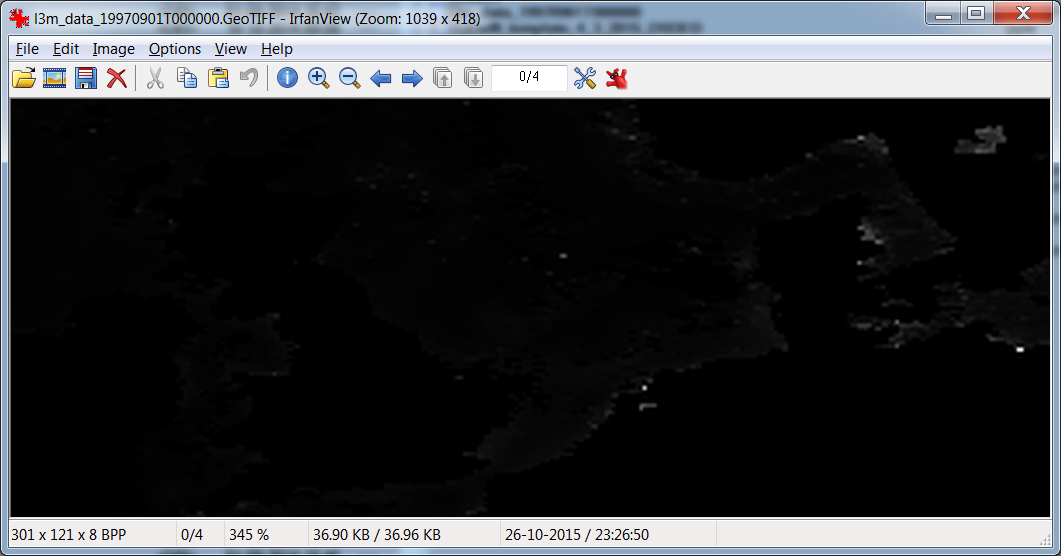 l3m_data_19970901T000000.GeoTIFF - IrfanView (Zoom: 1039 x 418)
File Edit Image Options View Help
0/4
301 x 121 x 8 BPP 0/4 345 % 36.90 KB / 36.96 KB 26-10-2015 / 23:26:50